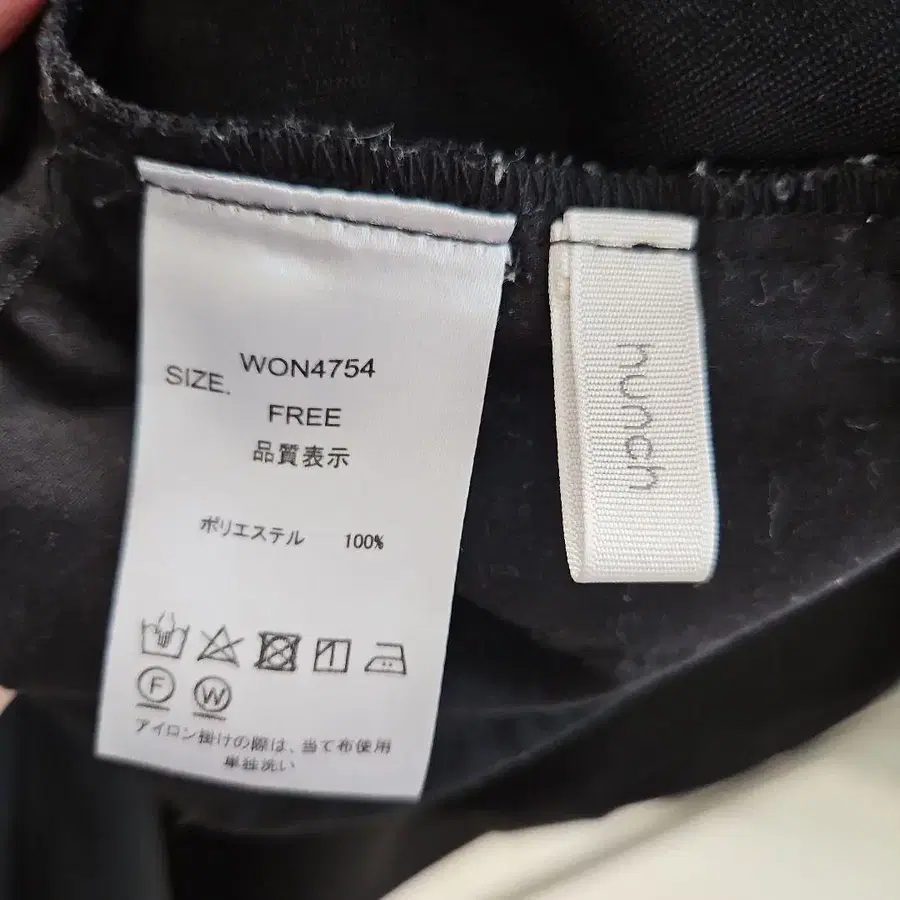 WON4754
SIZE.
FREE
品質表示
ポリエステル 100%
F
W
アイロン掛けの際は、当て布使用
単独洗い
hunch